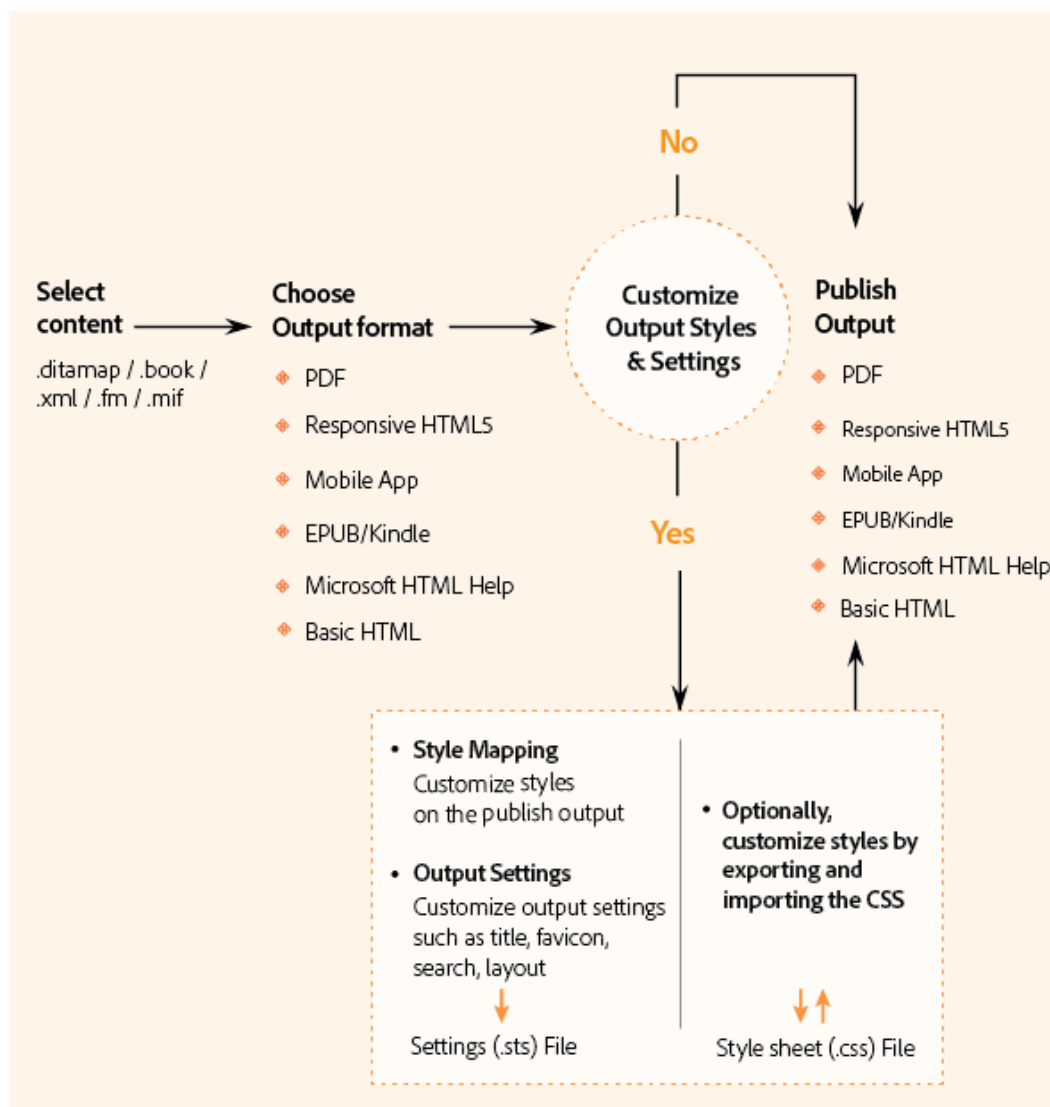 No
Select
content
.ditamap / .book /
.xml / .fm / .mif
Choose
Output format
PDF
Responsive HTML5
Mobile App
EPUB/Kindle
Microsoft HTML Help
Basic HTML
Customize
Output Styles
& Settings
Yes
Publish
Output
PDF
Responsive HTML5
Mobile App
EPUB/Kindle
Microsoft HTML Help
Basic HTML
• Style Mapping
Customize styles
on the publish output
• Output Settings
Customize output settings
such as title, favicon,
search, layout
Settings (.sts) File
• Optionally,
customize styles by
exporting and
importing the CSS
Style sheet (.css) File